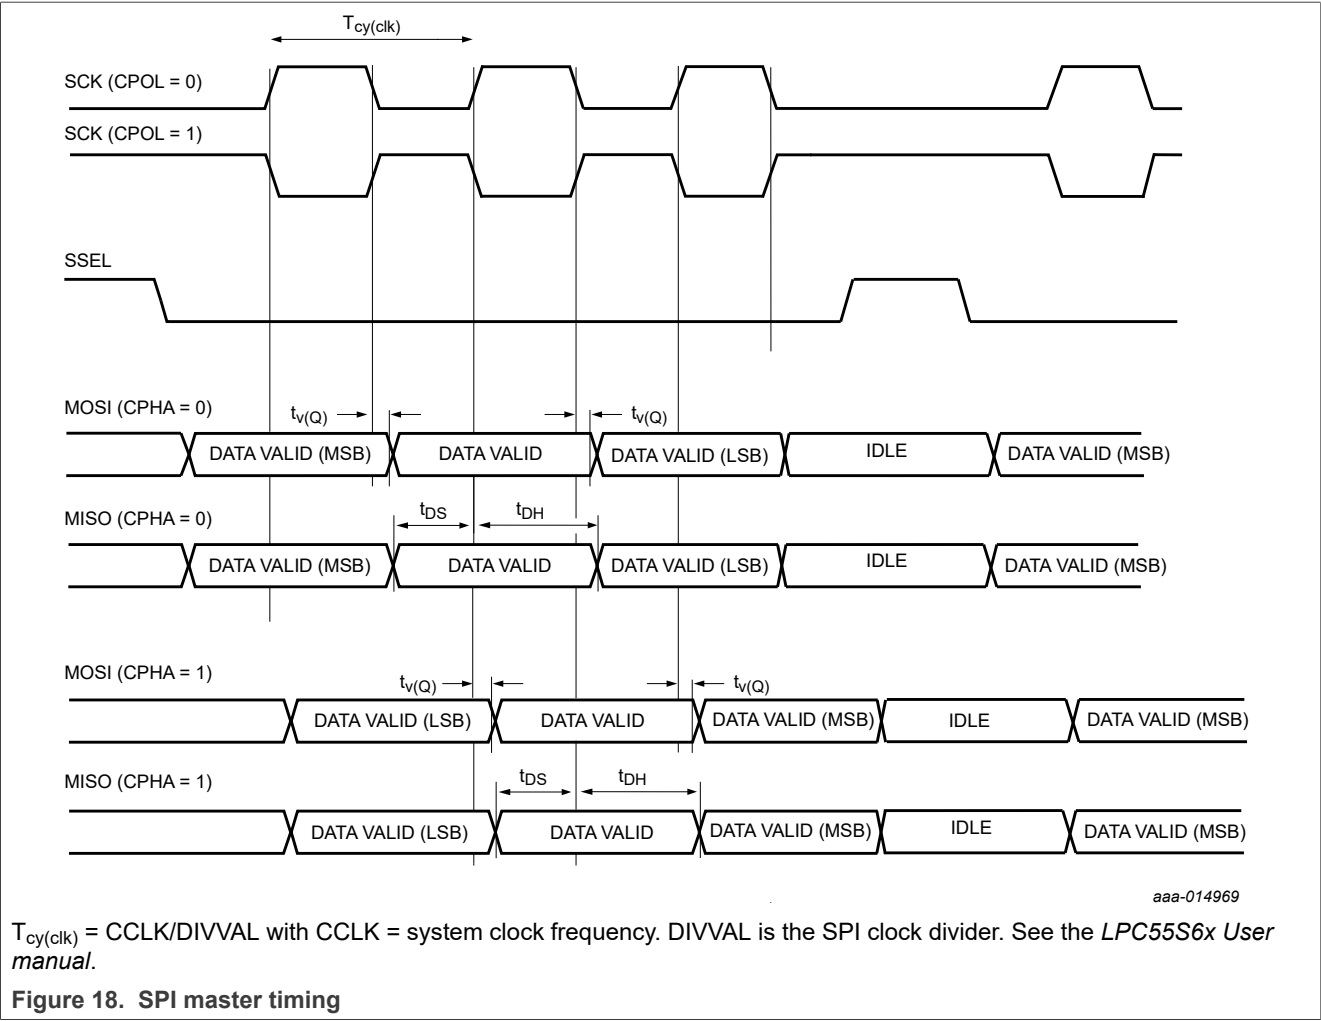 Tcy(clk)
SCK (CPOL = 0)
SCK (CPOL = 1)
SSEL
MOSI (CPHA = 0)
tv(Q) tv(Q)
DATA VALID (MSB) DATA VALID DATA VALID (LSB) IDLE DATA VALID (MSB)
tDS tDH
MISO (CPHA = 0)
DATA VALID (MSB) DATA VALID DATA VALID (LSB) IDLE DATA VALID (MSB)
MOSI (CPHA = 1)
tv(Q) tv(Q)
DATA VALID (LSB) DATA VALID DATA VALID (MSB) IDLE DATA VALID (MSB)
MISO (CPHA = 1)
tDS tDH
DATA VALID (LSB) DATA VALID DATA VALID (MSB) IDLE DATA VALID (MSB)
aaa-014969
Tcy(clk) = CCLK/DIVVAL with CCLK = system clock frequency. DIVVAL is the SPI clock divider. See the LPC55S6x User
manual.
Figure 18. SPI master timing